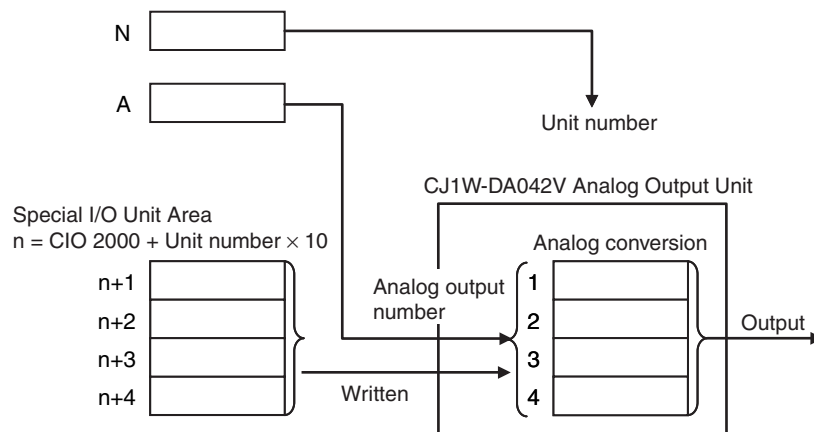 N
A
Unit number
CJ1W-DA042V Analog Output Unit
Special I/O Unit Area
n = CIO 2000 + Unit number × 10
Analog conversion
n+1
n+2
n+3
n+4
Analog output
number
1
2
3
4
Written
Output